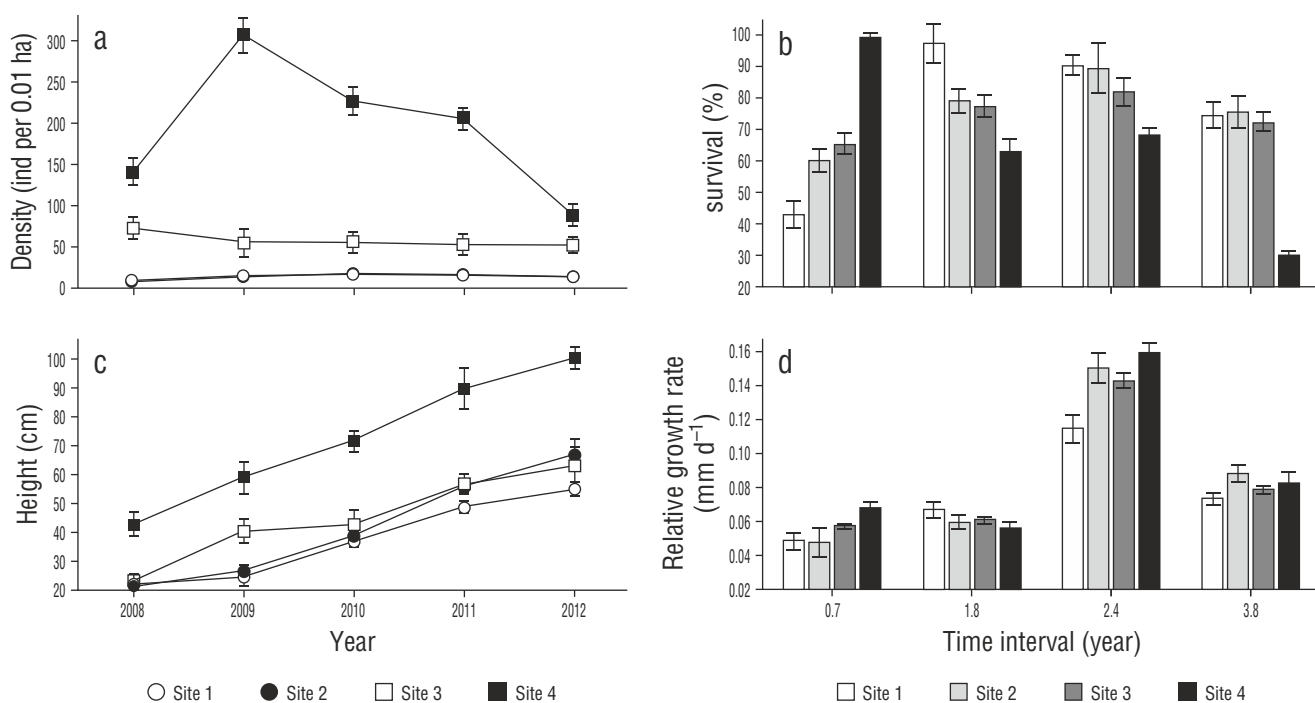 a
Density (ind per 0.01 ha)
300
250
200
150
100
50
0
b
survival (%)
100
90
80
70
60
50
40
30
20
c
Height (cm)
100
90
80
70
60
50
40
30
20
2008 2009 2010 2011 2012
Year
d
Relative growth rate
(mm d⁻¹)
0.16
0.14
0.12
0.10
0.08
0.06
0.04
0.02
0.7 1.8 2.4 3.8
Time interval (year)
Site 1 Site 2 Site 3 Site 4
Site 1 Site 2 Site 3 Site 4